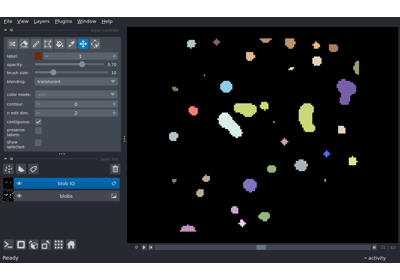 File View Layers Plugins Window Help
label: 1
opacity: 0.70
brush size: 10
blending: translucent
color mode:
contour: 0
n edit dim: 2
contiguous:
preserve labels:
show selected:
blob ID
blobs
0
Ready
activity